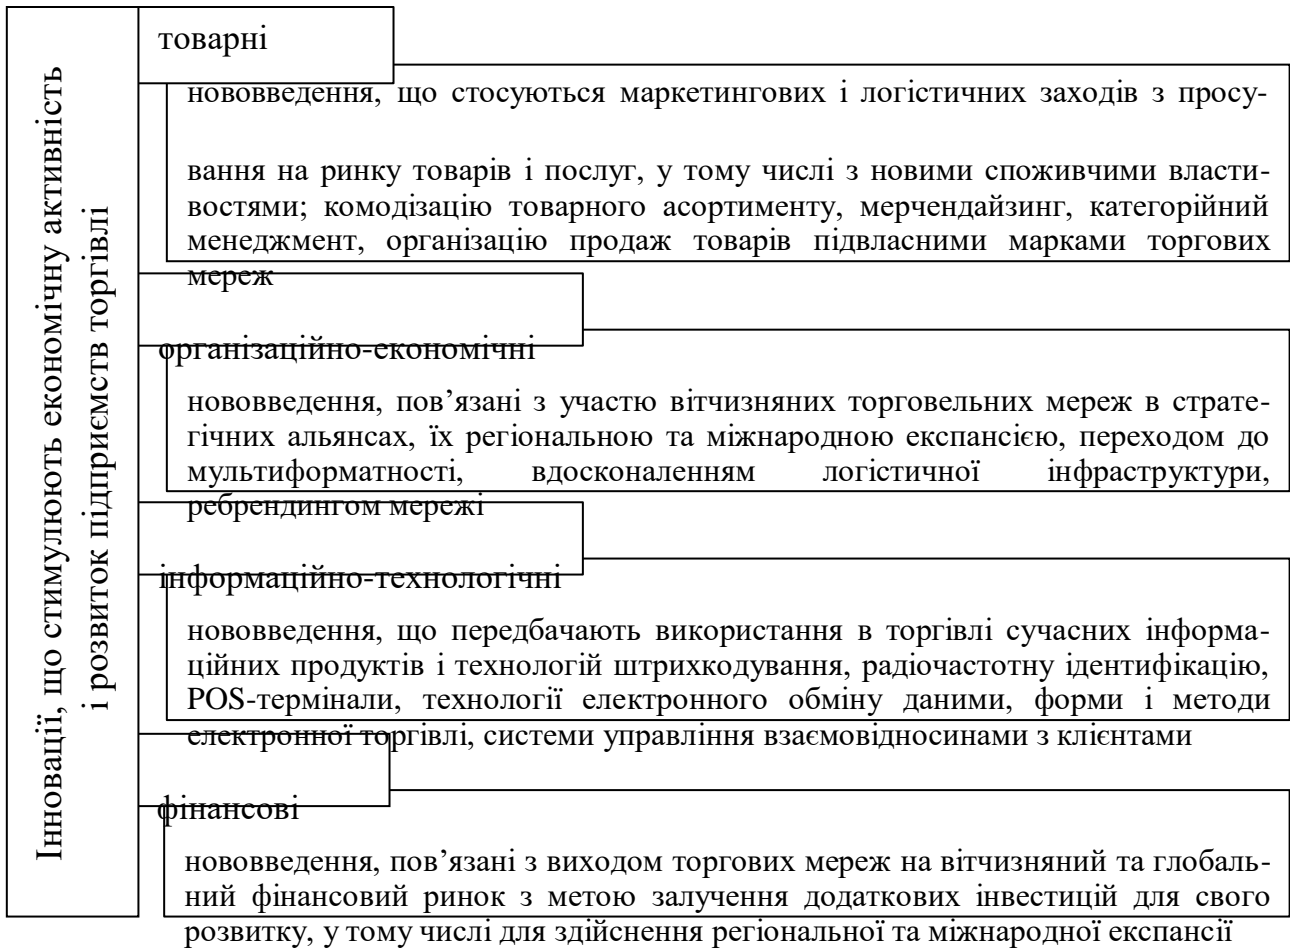 Інновації, що стимулюють економічну активність
і розвиток підприємств торгівлі
товарні
нововведення, що стосуються маркетингових і логістичних заходів з просу-
вання на ринку товарів і послуг, у тому числі з новими споживчими власти-
востями; комодізацію товарного асортименту, мерчендайзинг, категорійний
менеджмент, організацію продаж товарів підвласними марками торгових
мереж
організаційно-економічні
нововведення, пов’язані з участю вітчизняних торговельних мереж в страте-
гічних альянсах, їх регіональною та міжнародною експансією, переходом до
мультиформатності, вдосконаленням логістичної інфраструктури,
ребрендингом мережі
інформаційно-технологічні
нововведення, що передбачають використання в торгівлі сучасних інформа-
ційних продуктів і технологій штрихкодування, радіочастотну ідентифікацію,
POS-термінали, технології електронного обміну даними, форми і методи
електронної торгівлі, системи управління взаємовідносинами з клієнтами
фінансові
нововведення, пов’язані з виходом торгових мереж на вітчизняний та глобаль-
ний фінансовий ринок з метою залучення додаткових інвестицій для свого
розвитку, у тому числі для здійснення регіональної та міжнародної експансії